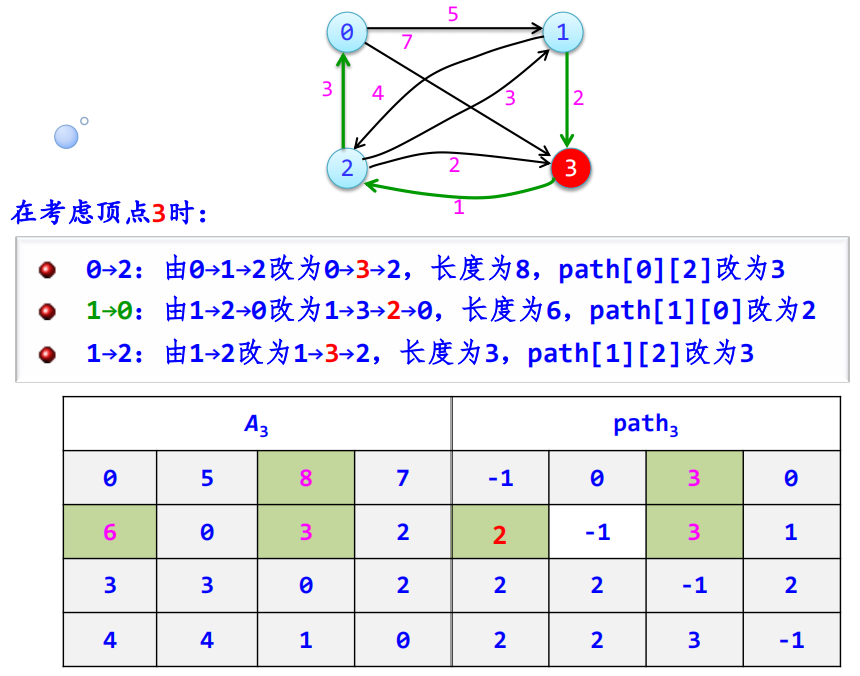 5
0
1
7
3
4
3
2
2
2
3
1
在考虑顶点3时：
0→2：由0→1→2改为0→3→2，长度为8，path[0][2]改为3
1→0：由1→2→0改为1→3→2→0，长度为6，path[1][0]改为2
1→2：由1→2改为1→3→2，长度为3，path[1][2]改为3
A₃ path₃
0 5 8 7 -1 0 3 0
6 0 3 2 2 -1 3 1
3 3 0 2 2 2 -1 2
4 4 1 0 2 2 3 -1